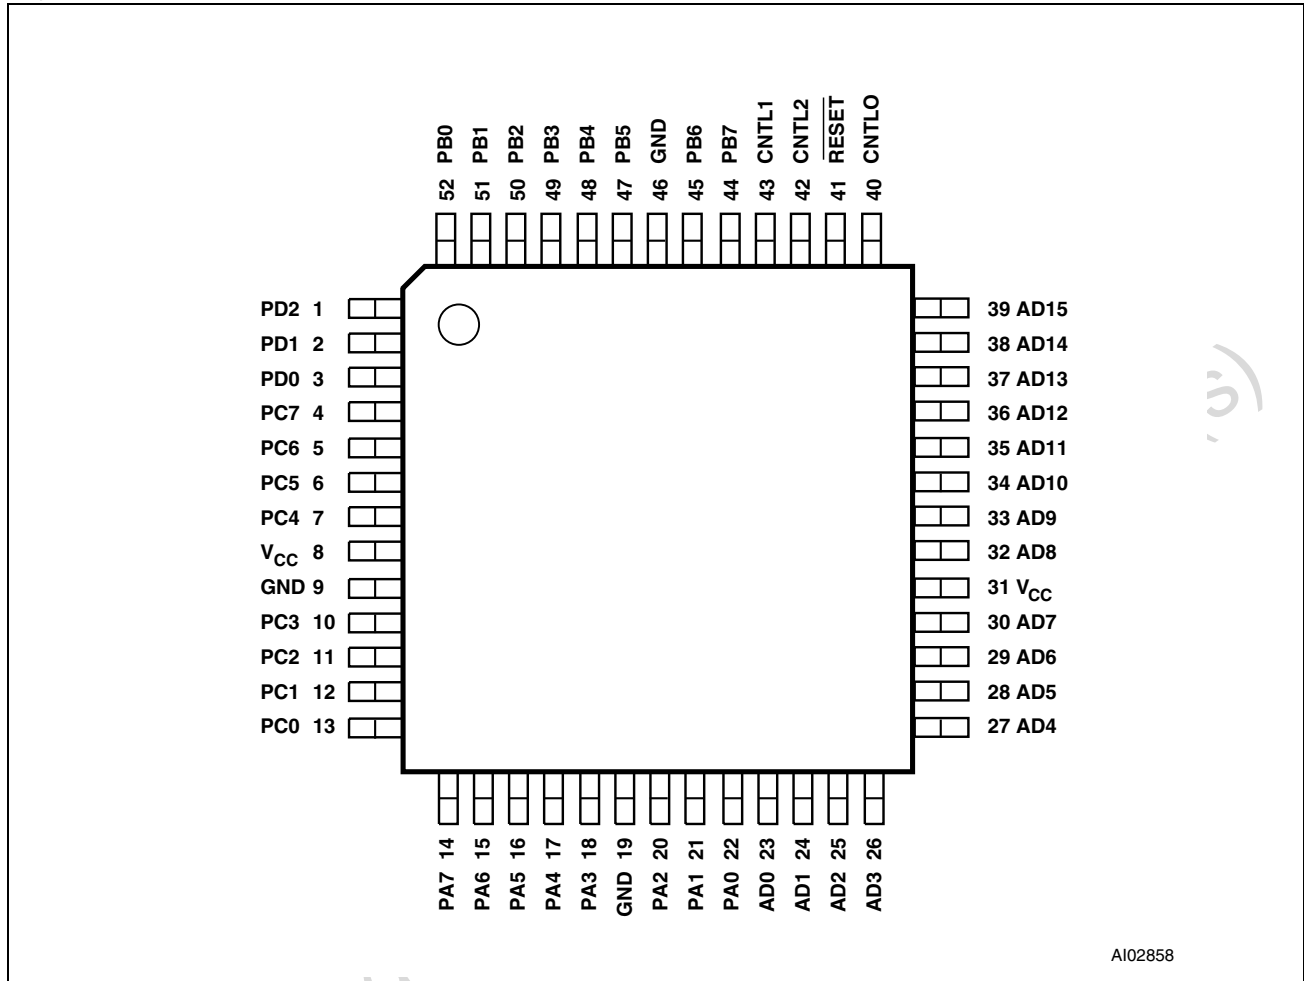 52 PB0
51 PB1
50 PB2
49 PB3
48 PB4
47 PB5
46 GND
45 PB6
44 PB7
43 CNTL1
42 CNTL2
41 RESET
40 CNTLO
PD2 1
PD1 2
PD0 3
PC7 4
PC6 5
PC5 6
PC4 7
VCC 8
GND 9
PC3 10
PC2 11
PC1 12
PC0 13
39 AD15
38 AD14
37 AD13
36 AD12
35 AD11
34 AD10
33 AD9
32 AD8
31 VCC
30 AD7
29 AD6
28 AD5
27 AD4
PA7 14
PA6 15
PA5 16
PA4 17
PA3 18
GND 19
PA2 20
PA1 21
PA0 22
AD0 23
AD1 24
AD2 25
AD3 26
AI02858